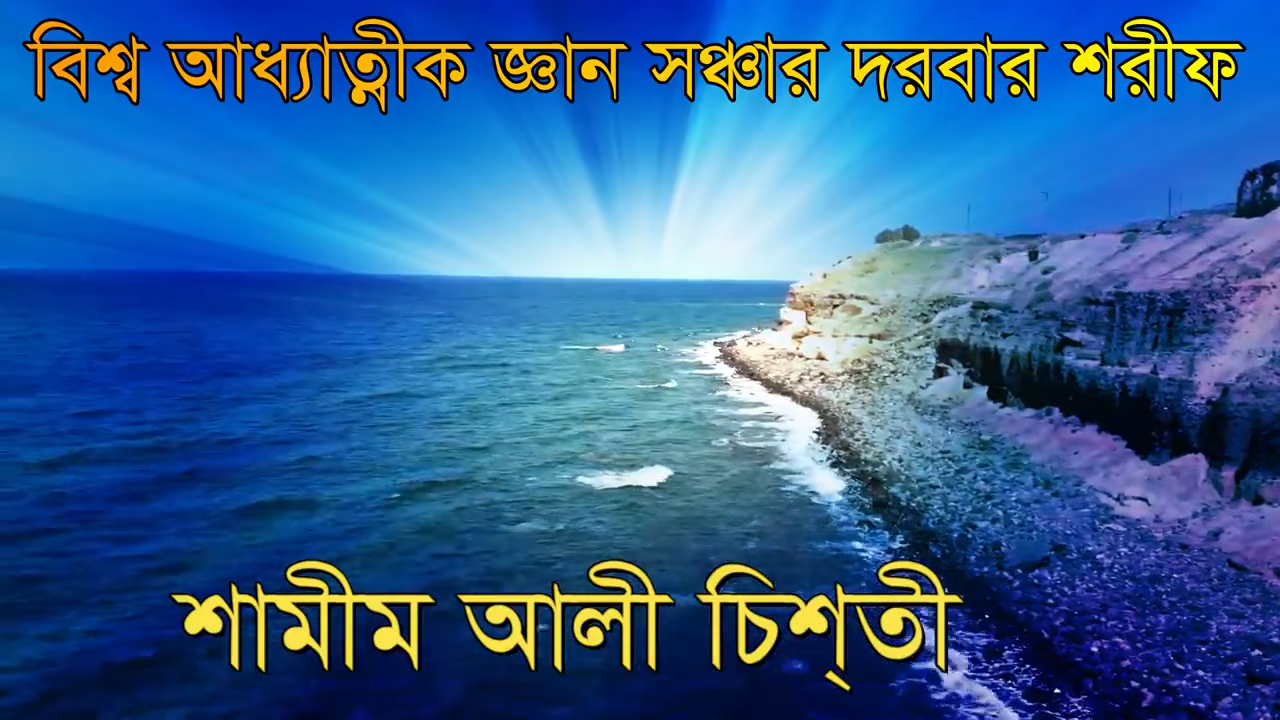 বিশ্ব আধ্যাত্নীক জ্ঞান সঞ্চার দরবার শরীফ
শামীম আলী চিশ্‌তী